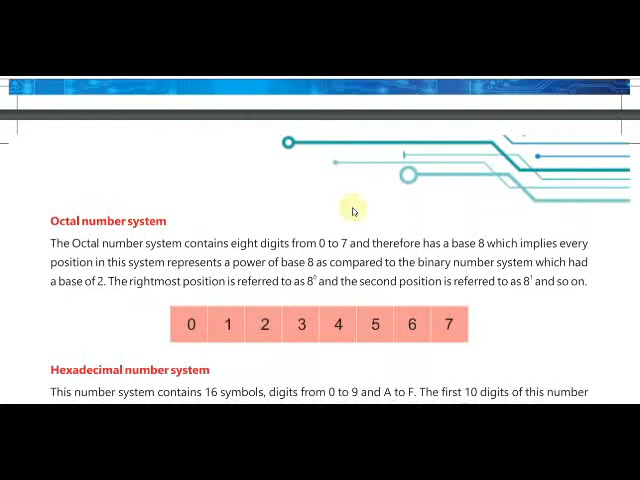 Octal number system
The Octal number system contains eight digits from 0 to 7 and therefore has a base 8 which implies every
position in this system represents a power of base 8 as compared to the binary number system which had
a base of 2. The rightmost position is referred to as 8⁰ and the second position is referred to as 8¹ and so on.
0 1 2 3 4 5 6 7
Hexadecimal number system
This number system contains 16 symbols, digits from 0 to 9 and A to F. The first 10 digits of this number